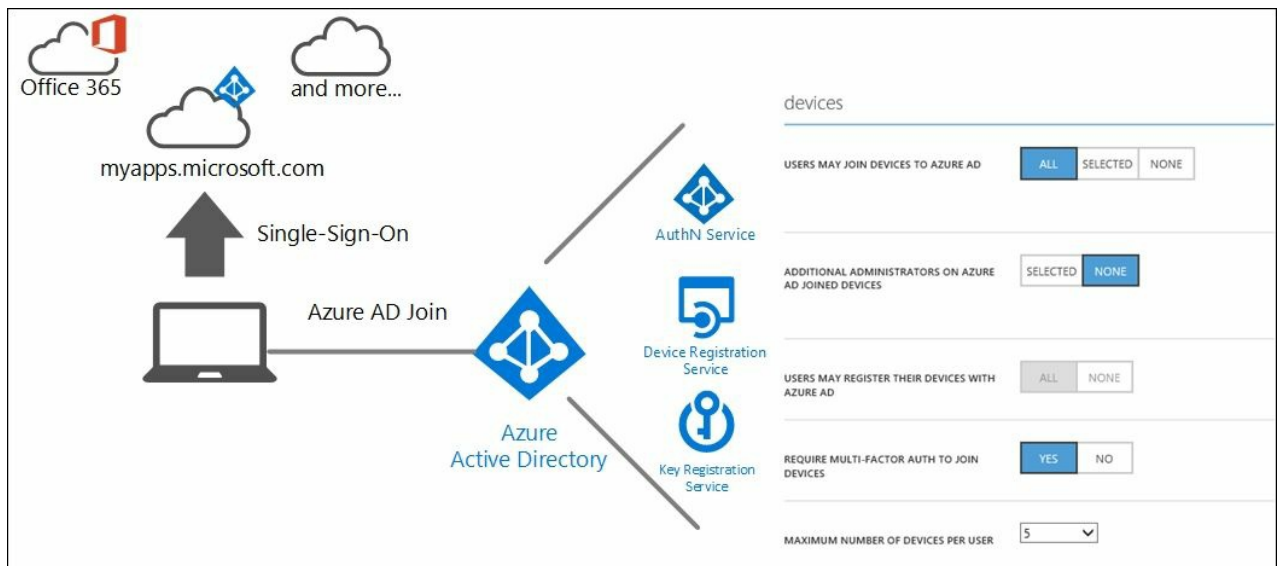 Office 365
and more...
myapps.microsoft.com
Single-Sign-On
Azure AD Join
Azure
Active Directory
AuthN Service
Device Registration
Service
Key Registration
Service
devices
USERS MAY JOIN DEVICES TO AZURE AD
ALL SELECTED NONE
ADDITIONAL ADMINISTRATORS ON AZURE
AD JOINED DEVICES
SELECTED NONE
USERS MAY REGISTER THEIR DEVICES WITH
AZURE AD
ALL NONE
REQUIRE MULTI-FACTOR AUTH TO JOIN
DEVICES
YES NO
MAXIMUM NUMBER OF DEVICES PER USER
5